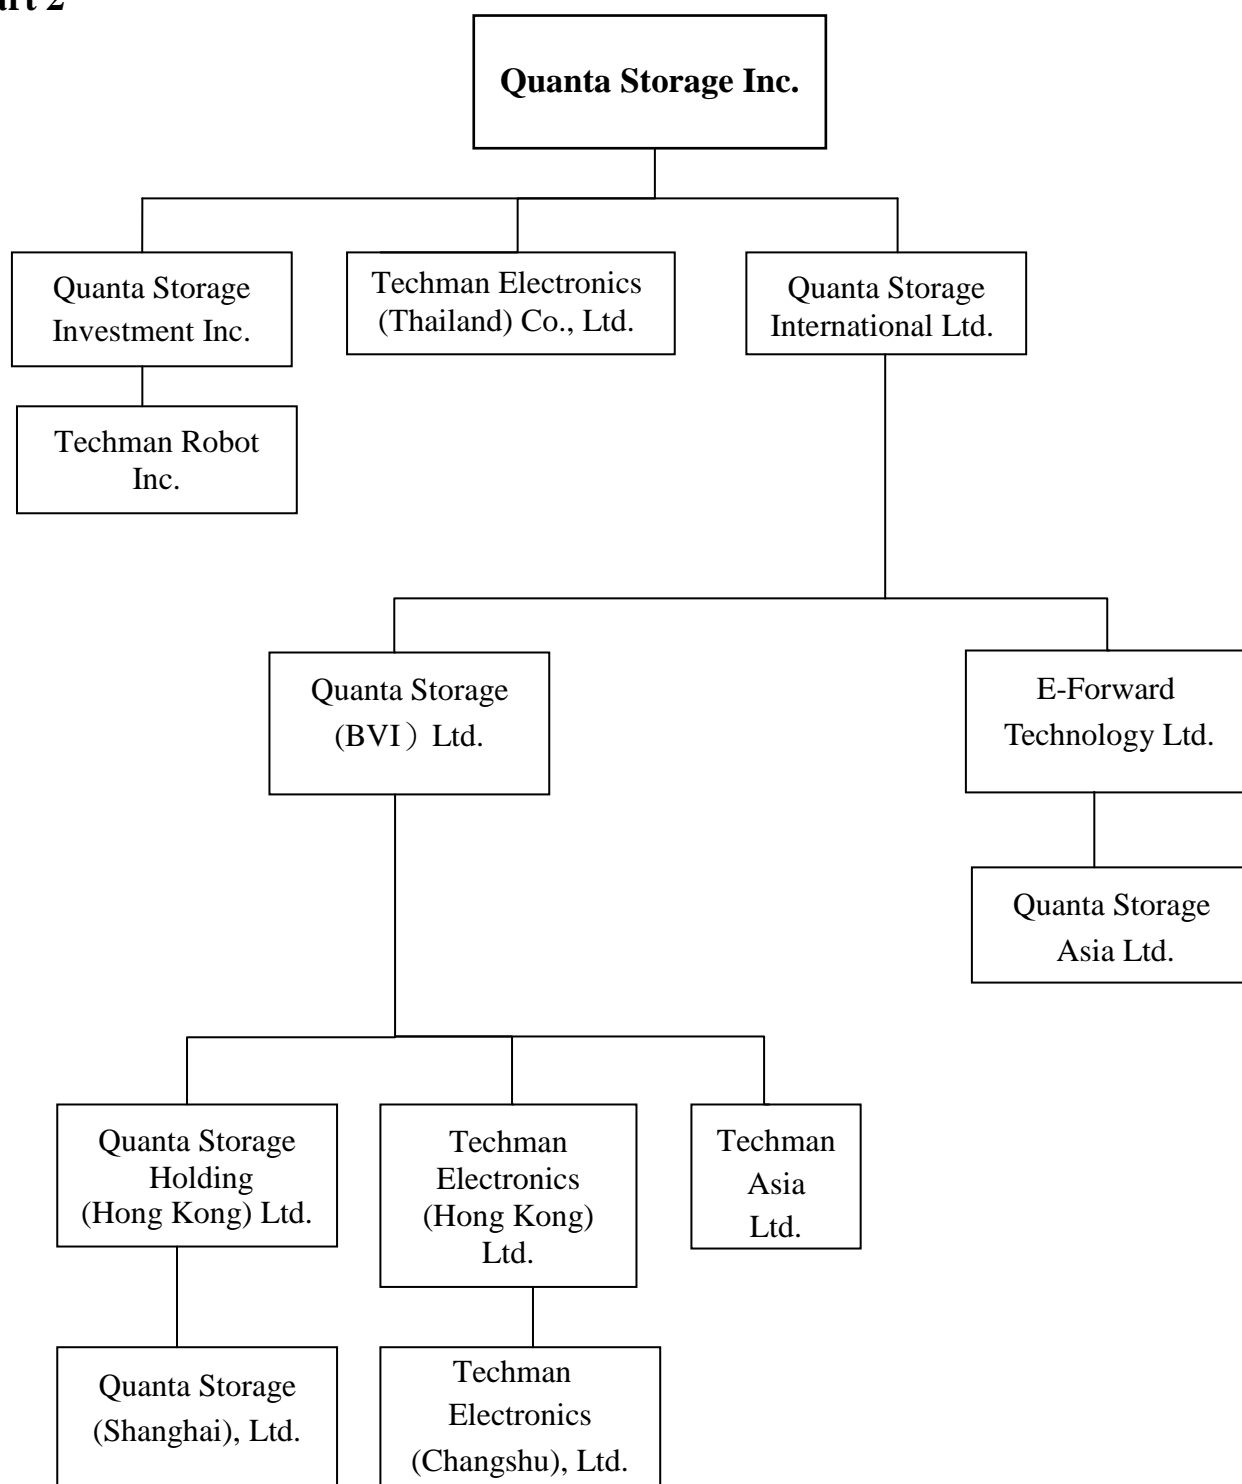 art 2
Quanta Storage Inc.
Quanta Storage
Investment Inc.
Techman Electronics
(Thailand) Co., Ltd.
Quanta Storage
International Ltd.
Techman Robot
Inc.
Quanta Storage
(BVI）Ltd.
E-Forward
Technology Ltd.
Quanta Storage
Asia Ltd.
Quanta Storage
Holding
(Hong Kong) Ltd.
Techman
Electronics
(Hong Kong)
Ltd.
Techman
Asia
Ltd.
Quanta Storage
(Shanghai), Ltd.
Techman
Electronics
(Changshu), Ltd.